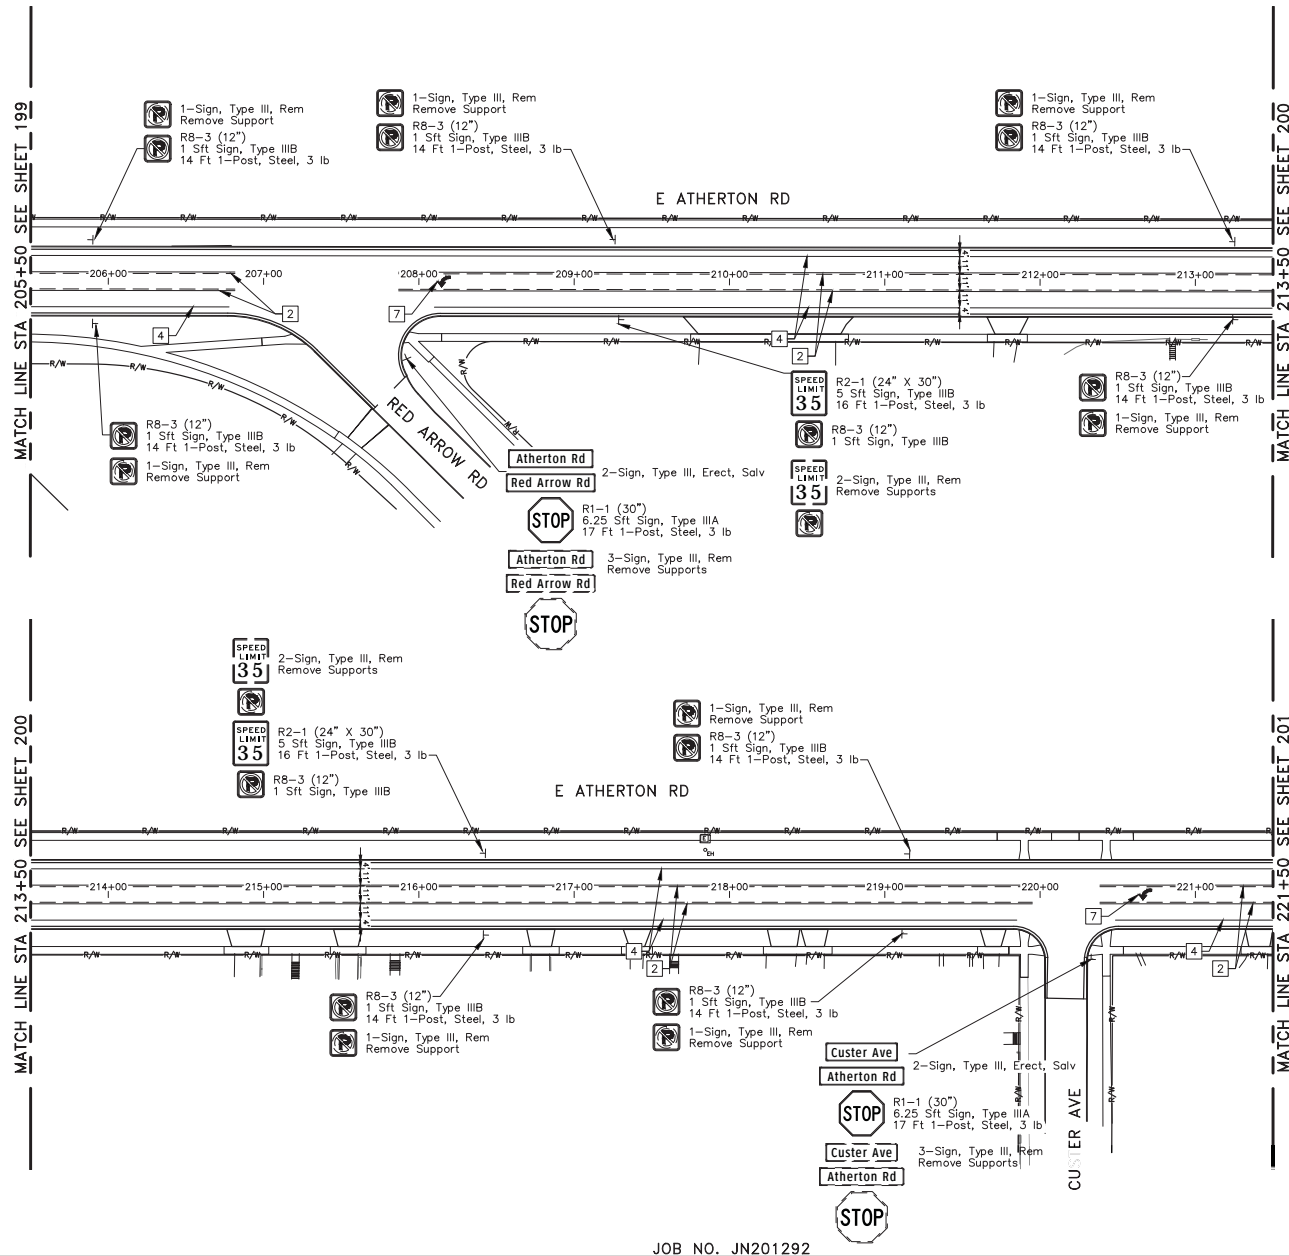 MATCH LINE STA 205+50 SEE SHEET 199
1-Sign, Type III, Rem
Remove Support
R8-3 (12")
1 Sft Sign, Type IIIB
14 Ft 1-Post, Steel, 3 lb
1-Sign, Type III, Rem
Remove Support
R8-3 (12")
1 Sft Sign, Type IIIB
14 Ft 1-Post, Steel, 3 lb
1-Sign, Type III, Rem
Remove Support
R8-3 (12")
1 Sft Sign, Type IIIB
14 Ft 1-Post, Steel, 3 lb
MATCH LINE STA 213+50 SEE SHEET 200
E ATHERTON RD
R/W R/W R/W R/W R/W R/W R/W R/W R/W R/W R/W R/W R/W R/W
206+00 207+00 208+00 209+00 210+00 211+00 212+00 213+00
4' 11' 11' 11' 4'
2
7
4
4
2
R/W R/W R/W R/W R/W R/W R/W R/W
R/W R/W R/W R/W R/W
R/W R/W
RED ARROW RD
R8-3 (12")
1 Sft Sign, Type IIIB
14 Ft 1-Post, Steel, 3 lb
1-Sign, Type III, Rem
Remove Support
Atherton Rd
Red Arrow Rd
2-Sign, Type III, Erect, Salv
STOP
R1-1 (30")
6.25 Sft Sign, Type IIIA
17 Ft 1-Post, Steel, 3 lb
Atherton Rd
Red Arrow Rd
3-Sign, Type III, Rem
Remove Supports
STOP
SPEED
LIMIT
35
R2-1 (24" X 30")
5 Sft Sign, Type IIIB
16 Ft 1-Post, Steel, 3 lb
R8-3 (12")
1 Sft Sign, Type IIIB
SPEED
LIMIT
35
2-Sign, Type III, Rem
Remove Supports
R8-3 (12")
1 Sft Sign, Type IIIB
14 Ft 1-Post, Steel, 3 lb
1-Sign, Type III, Rem
Remove Support
MATCH LINE STA 213+50 SEE SHEET 200
SPEED
LIMIT
35
2-Sign, Type III, Rem
Remove Supports
SPEED
LIMIT
35
R2-1 (24" X 30")
5 Sft Sign, Type IIIB
16 Ft 1-Post, Steel, 3 lb
R8-3 (12")
1 Sft Sign, Type IIIB
1-Sign, Type III, Rem
Remove Support
R8-3 (12")
1 Sft Sign, Type IIIB
14 Ft 1-Post, Steel, 3 lb
MATCH LINE STA 221+50 SEE SHEET 201
E ATHERTON RD
R/W R/W R/W R/W R/W R/W R/W R/W R/W R/W R/W R/W R/W R/W R/W
EH
214+00 215+00 216+00 217+00 218+00 219+00 220+00 221+00
4' 11' 11' 11' 4'
7
4
2
4
2
R/W R/W R/W R/W R/W R/W R/W R/W R/W R/W R/W R/W R/W R/W
R/W R/W
R/W R/W
R8-3 (12")
1 Sft Sign, Type IIIB
14 Ft 1-Post, Steel, 3 lb
1-Sign, Type III, Rem
Remove Support
R8-3 (12")
1 Sft Sign, Type IIIB
14 Ft 1-Post, Steel, 3 lb
1-Sign, Type III, Rem
Remove Support
Custer Ave
Atherton Rd
2-Sign, Type III, Erect, Salv
STOP
R1-1 (30")
6.25 Sft Sign, Type IIIA
17 Ft 1-Post, Steel, 3 lb
Custer Ave
Atherton Rd
3-Sign, Type III, Rem
Remove Supports
STOP
CUSTER AVE
JOB NO. JN201292